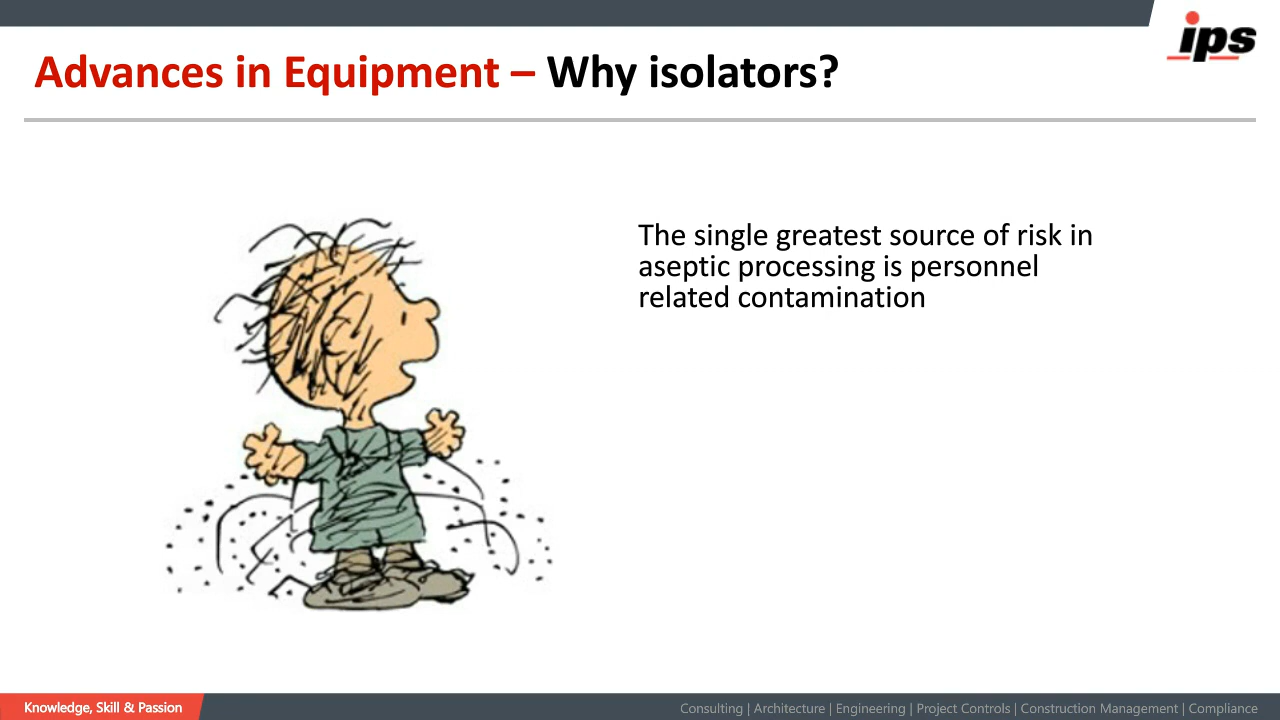 ips
Advances in Equipment – Why isolators?
The single greatest source of risk in
aseptic processing is personnel
related contamination
Knowledge, Skill & Passion
Consulting | Architecture | Engineering | Project Controls | Construction Management | Compliance